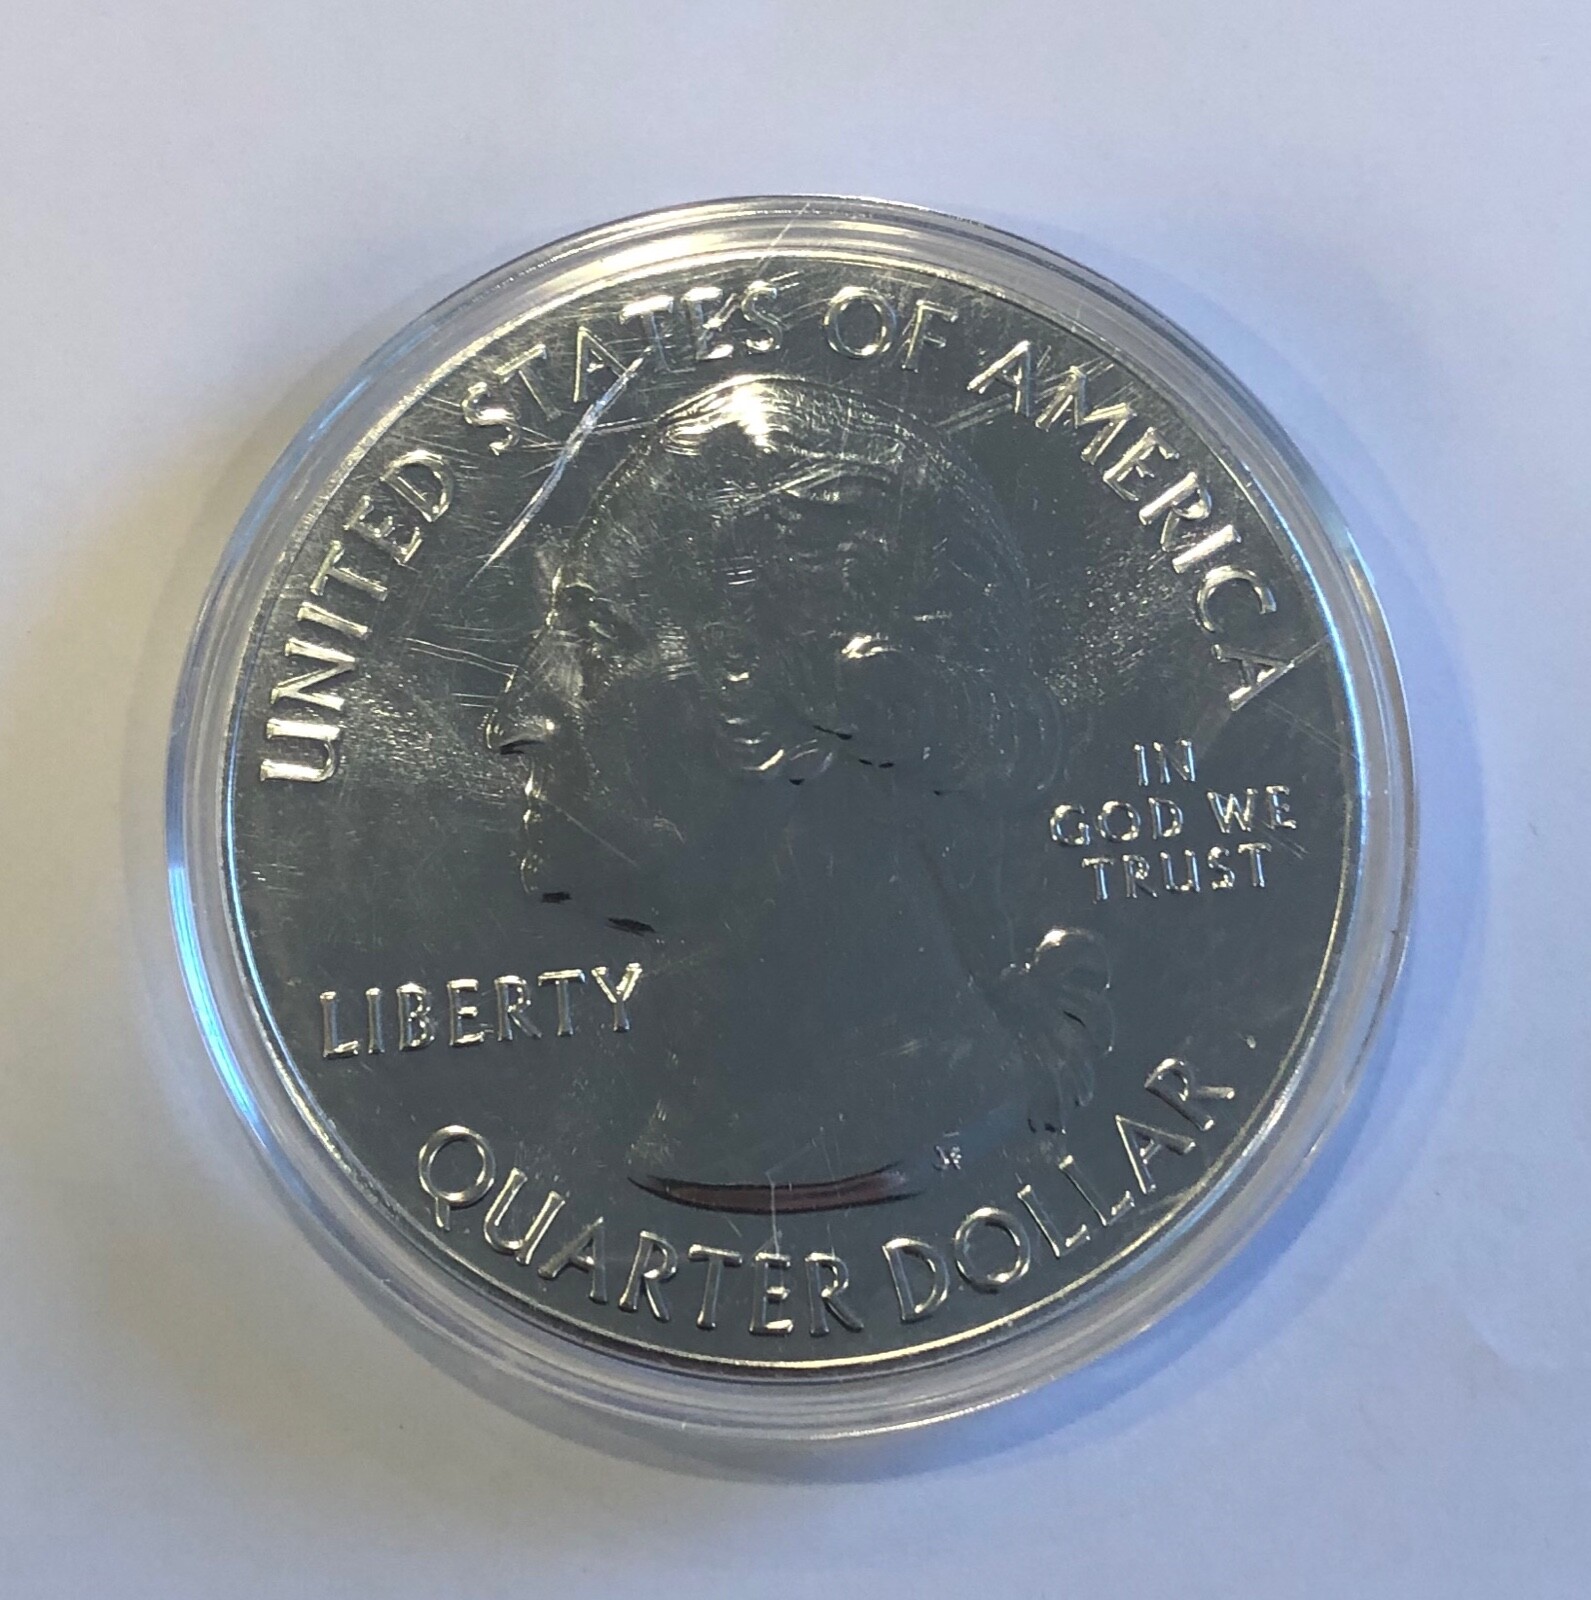 UNITED STATES OF AMERICA
IN
GOD WE
TRUST
LIBERTY
QUARTER DOLLAR